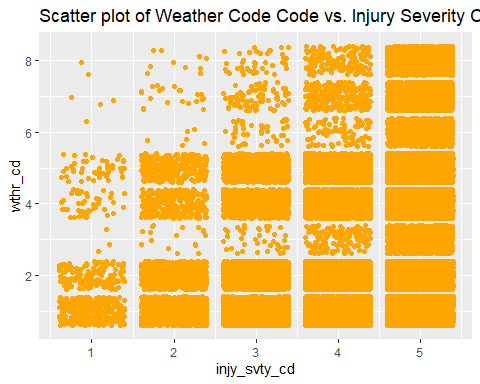 Scatter plot of Weather Code Code vs. Injury Severity C
8
6
4
2
wthr_cd
1 2 3 4 5
injy_svty_cd